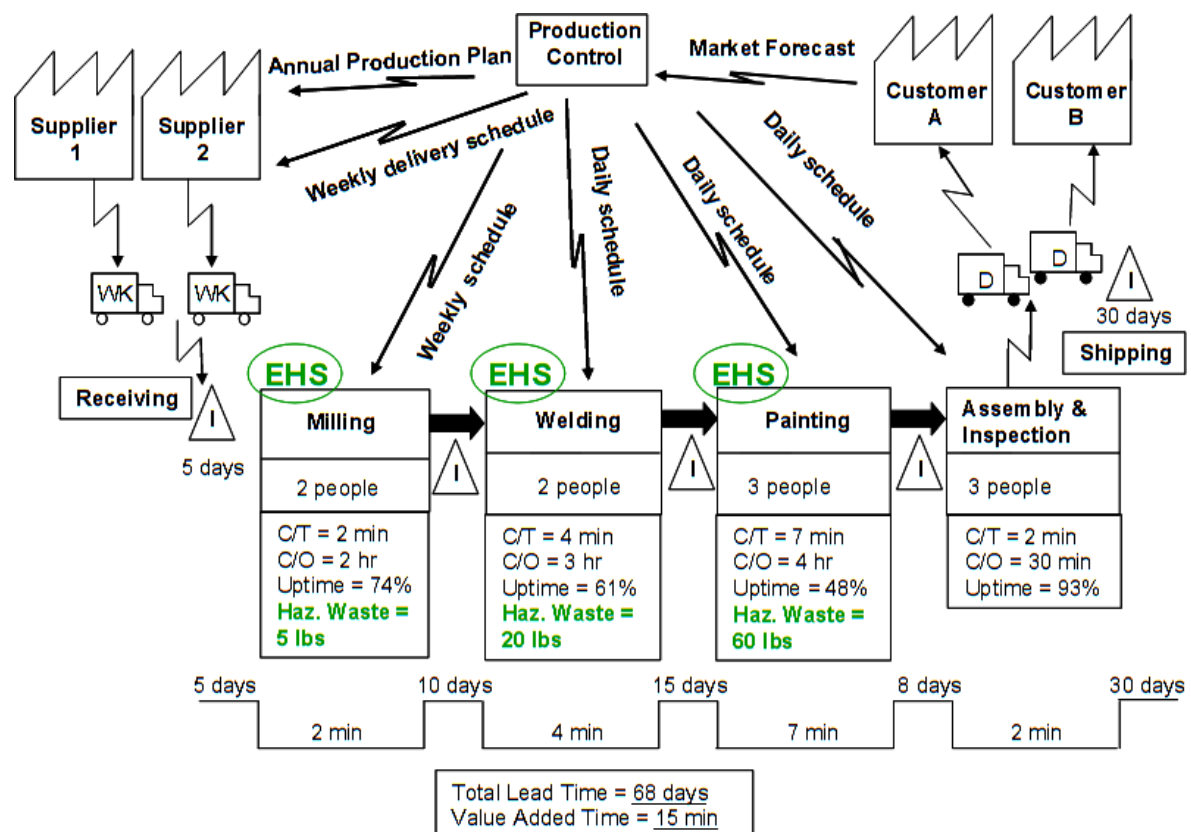 Production
Control
Annual Production Plan
Market Forecast
Supplier
1
Supplier
2
Customer
A
Customer
B
Weekly delivery schedule
Weekly schedule
Daily schedule
Daily schedule
Daily schedule
WK
WK
D
D
I
30 days
Shipping
Receiving
I
5 days
EHS
Milling
2 people
C/T = 2 min
C/O = 2 hr
Uptime = 74%
Haz. Waste =
5 lbs
I
EHS
Welding
2 people
C/T = 4 min
C/O = 3 hr
Uptime = 61%
Haz. Waste =
20 lbs
I
EHS
Painting
3 people
C/T = 7 min
C/O = 4 hr
Uptime = 48%
Haz. Waste =
60 lbs
I
Assembly &
Inspection
3 people
C/T = 2 min
C/O = 30 min
Uptime = 93%
5 days
10 days
15 days
8 days
30 days
2 min
4 min
7 min
2 min
Total Lead Time = 68 days
Value Added Time = 15 min